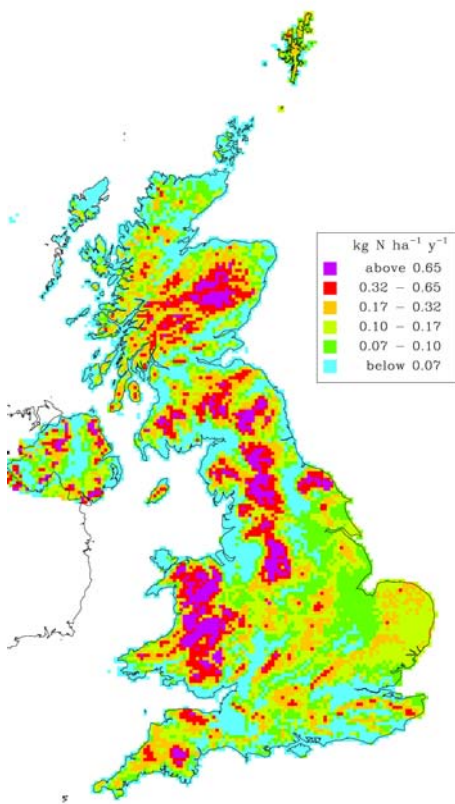 kg N ha⁻¹ y⁻¹
above 0.65
0.32 – 0.65
0.17 – 0.32
0.10 – 0.17
0.07 – 0.10
below 0.07